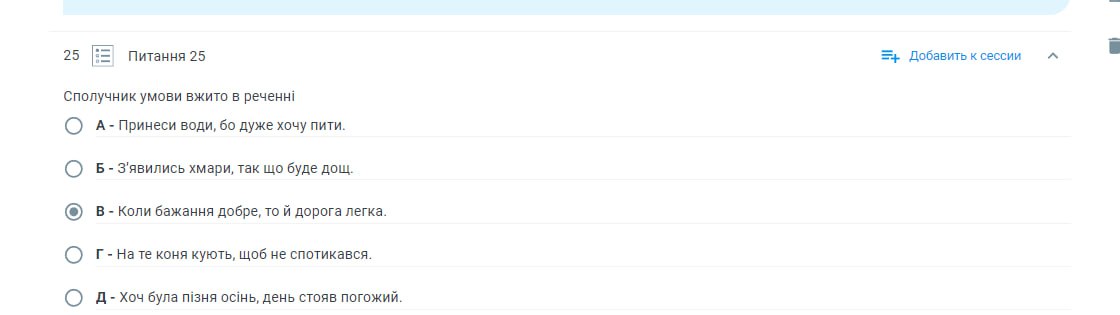 25 Питання 25 Добавить к сессии
Сполучник умови вжито в реченні
А - Принеси води, бо дуже хочу пити.
Б - З’явились хмари, так що буде дощ.
В - Коли бажання добре, то й дорога легка.
Г - На те коня кують, щоб не спотикався.
Д - Хоч була пізня осінь, день стояв погожий.